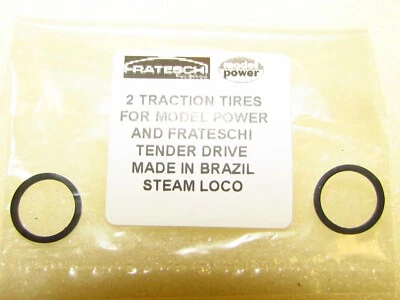 FRATESCHI
model
power
2 TRACTION TIRES
FOR MODEL POWER
AND FRATESCHI
TENDER DRIVE
MADE IN BRAZIL
STEAM LOCO